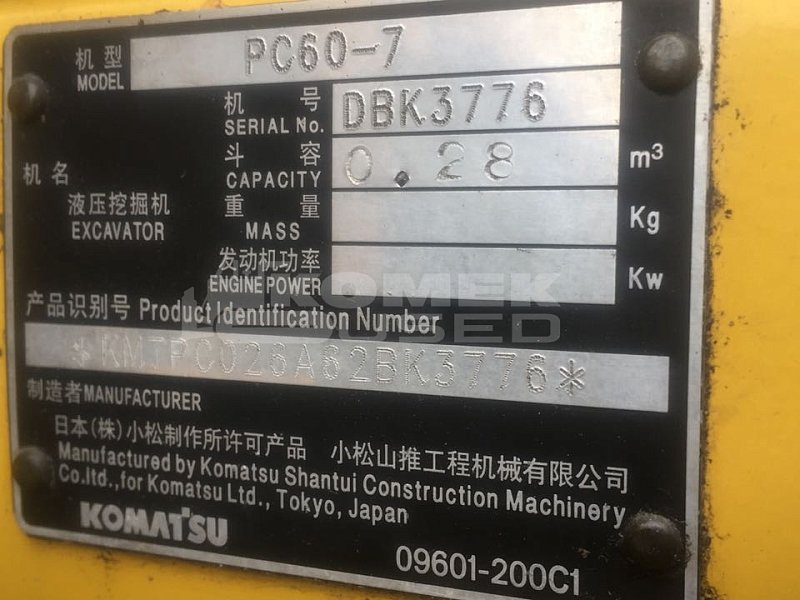 机型 PC60-7
MODEL
机号 DBK3776
SERIAL No.
机名 斗容 0.28 m³
CAPACITY
液压挖掘机 重量 Kg
EXCAVATOR MASS
发动机功率 Kw
ENGINE POWER
KOMEK
USED
产品识别号 Product Identification Number
*KMTPC026A62BK3776*
制造者MANUFACTURER
日本(株)小松制作所许可产品 小松山推工程机械有限公司
Manufactured by Komatsu Shantui Construction Machinery
Co.ltd.,for Komatsu Ltd., Tokyo, Japan
KOMATSU
09601-200C1